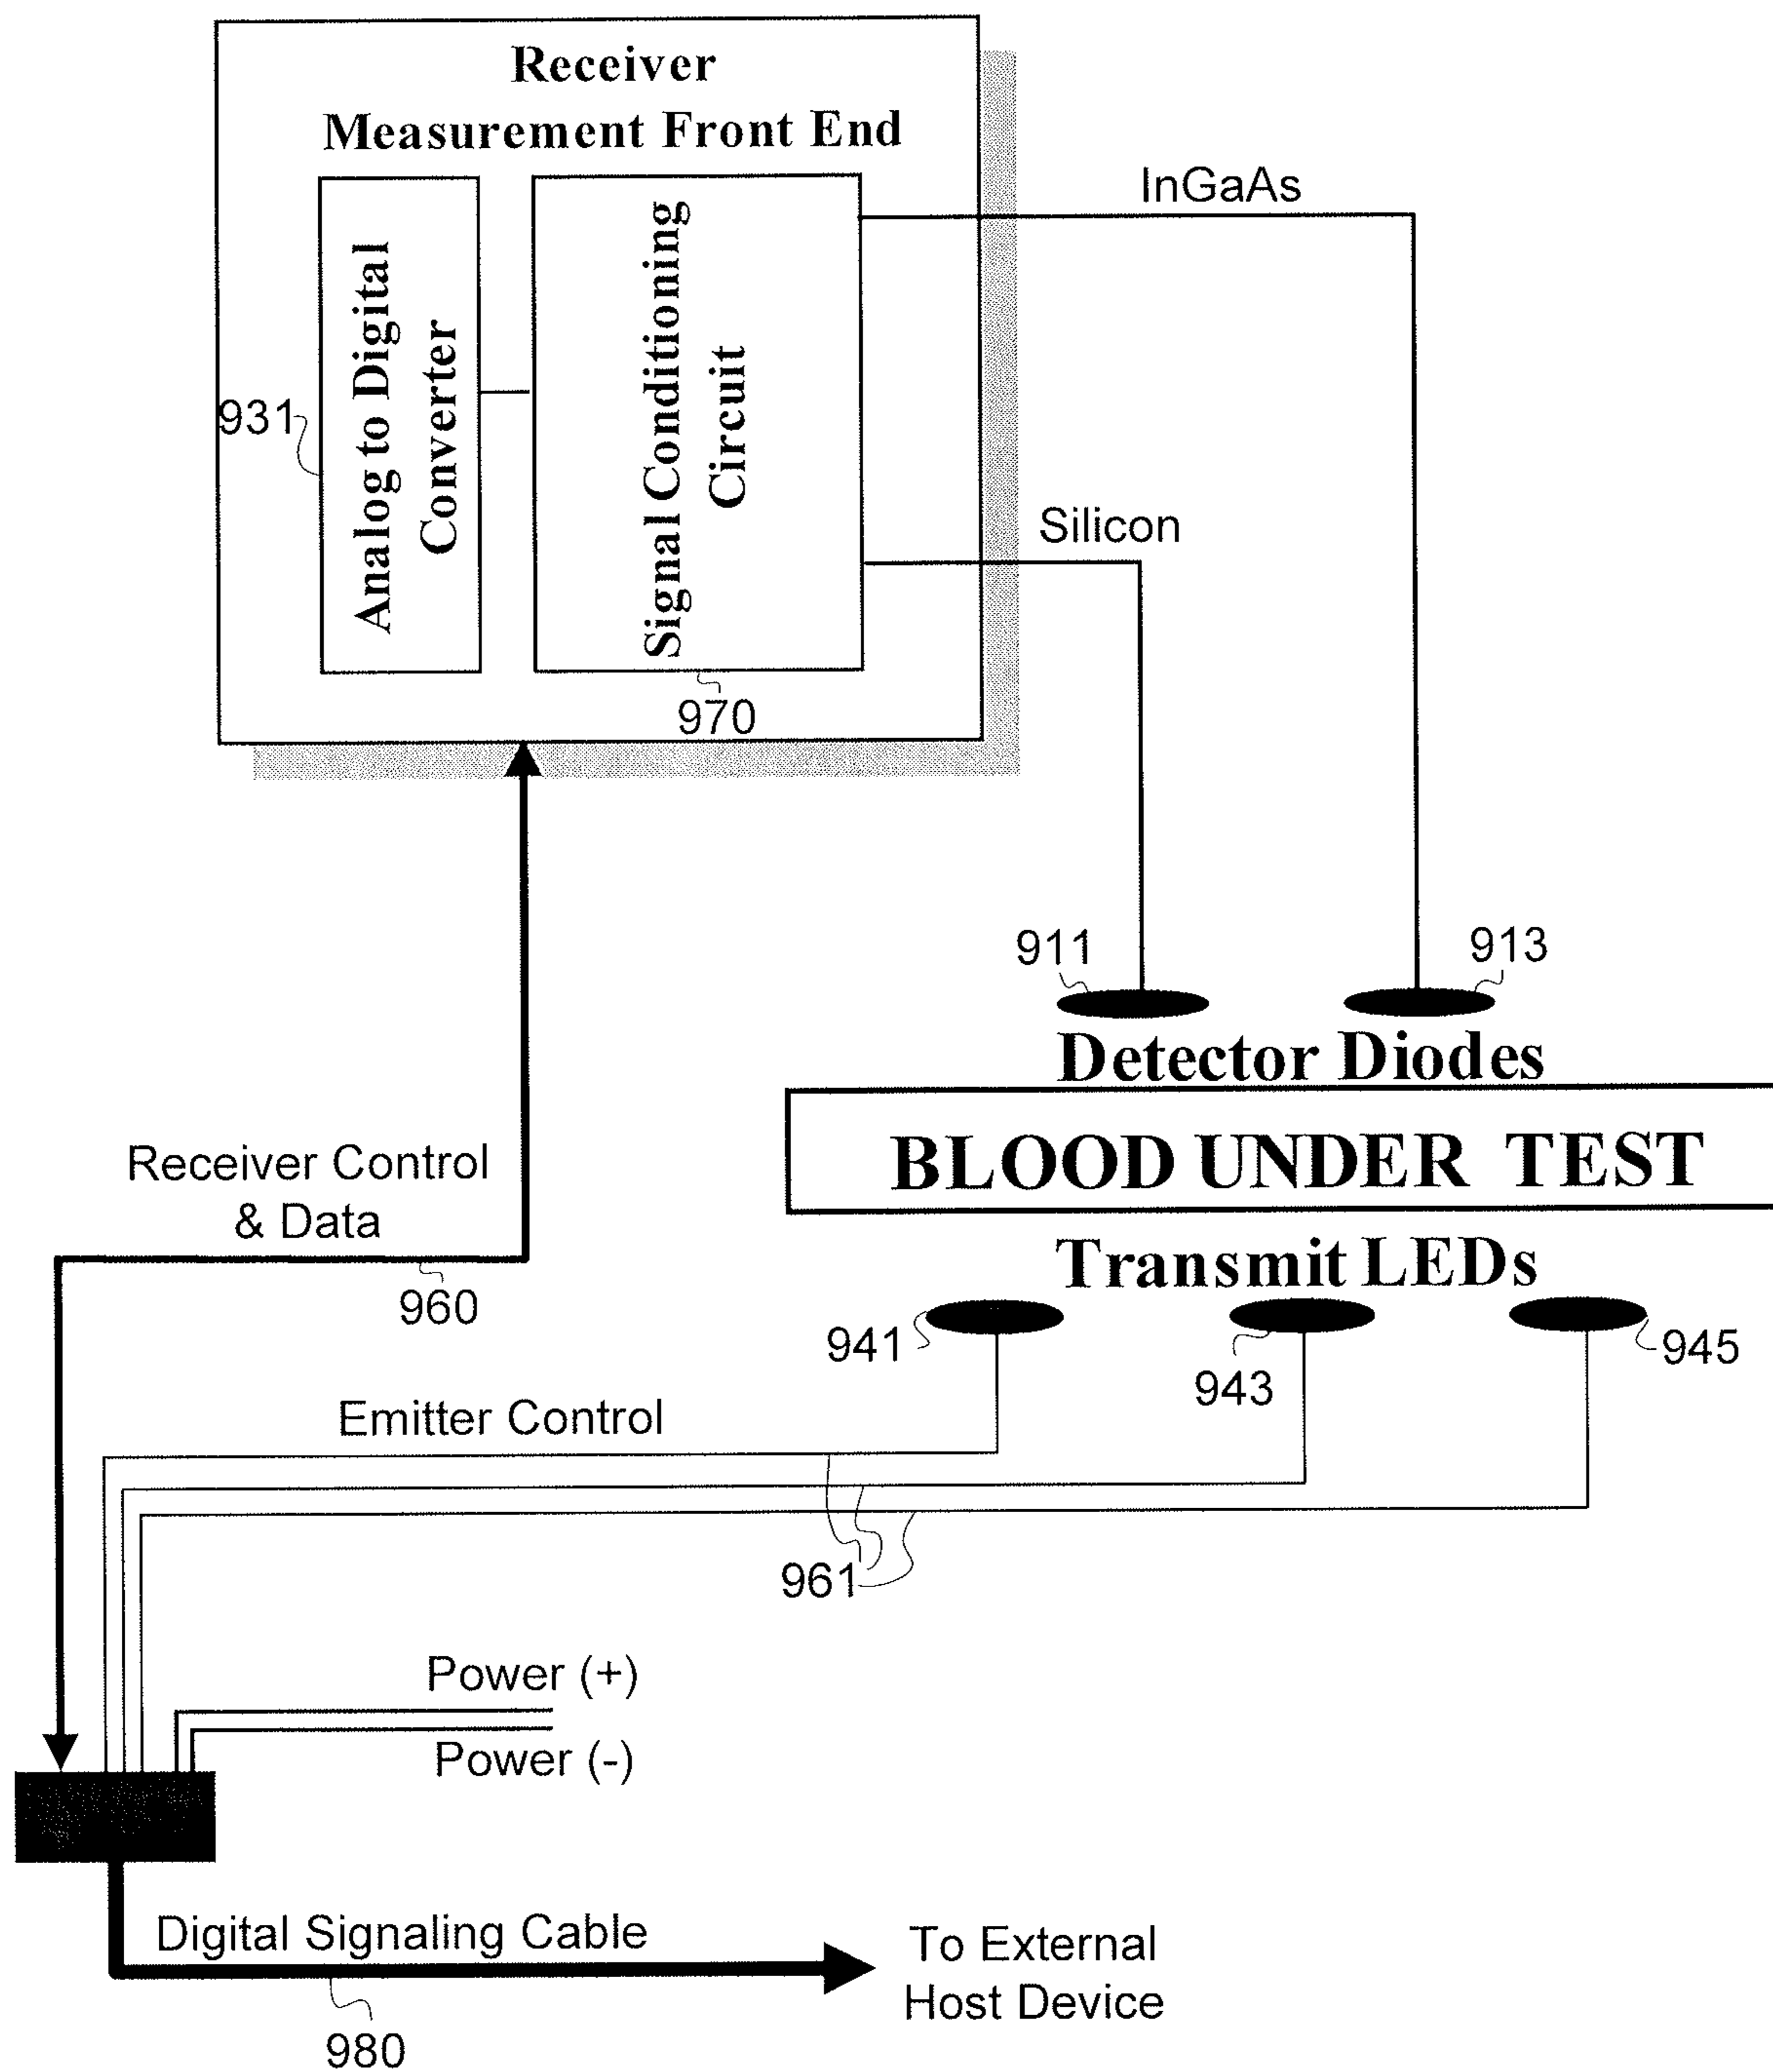 Receiver
Measurement Front End
InGaAs
Analog to Digital
Converter
Signal Conditioning
Circuit
931
Silicon
970
911
913
Detector Diodes
BLOOD UNDER TEST
Receiver Control
& Data
960
Transmit LEDs
941
943
945
Emitter Control
961
Power (+)
Power (-)
Digital Signaling Cable
To External
Host Device
980